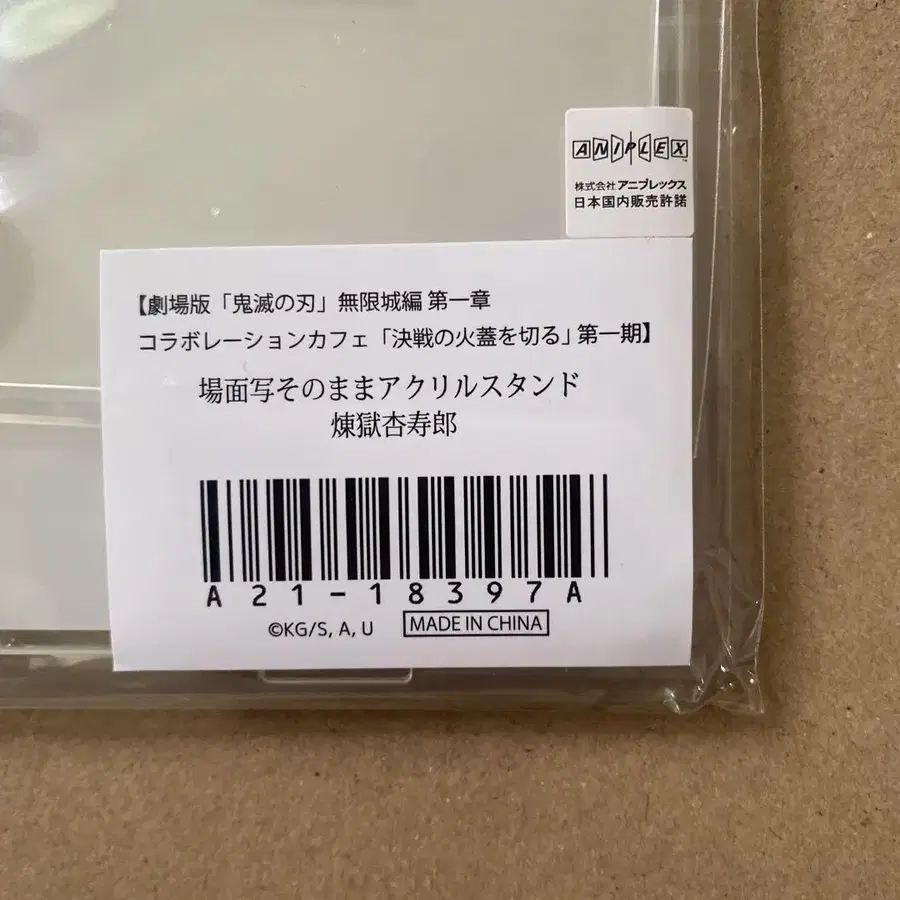 ANIPLEX
株式会社 アニプレックス
日本国内販売許諾
【劇場版「鬼滅の刃」無限城編 第一章
コラボレーションカフェ「決戦の火蓋を切る」第一期】
場面写そのままアクリルスタンド
煉獄杏寿郎
A21-18397A
©KG/S, A, U MADE IN CHINA